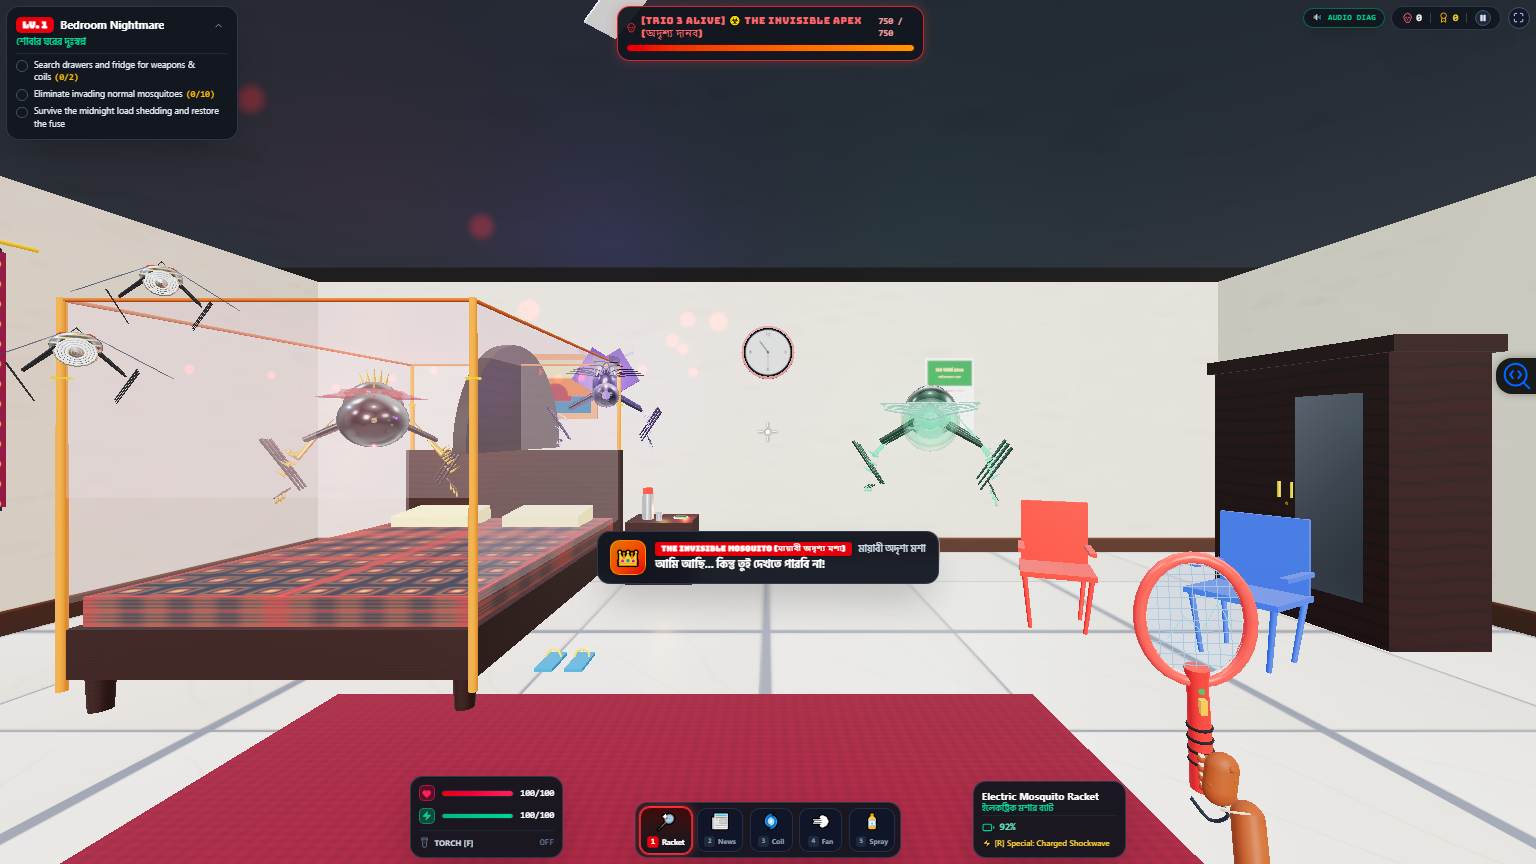 LV.1 Bedroom Nightmare
শোবার ঘরের দুঃস্বপ্ন
Search drawers and fridge for weapons &
coils (0/2)
Eliminate invading normal mosquitoes (0/10)
Survive the midnight load shedding and restore
the fuse
[TRIO 3 ALIVE] THE INVISIBLE APEX
(অদৃশ্য দানব)
750 /
750
AUDIO DIAG
0
0
THE INVISIBLE MOSQUITO (মায়াবী অদৃশ্য মশা) মায়াবী অদৃশ্য মশা
আমি আছি... কিন্তু তুই দেখতে পারবি না!
100/100
100/100
TORCH [F] OFF
1 Racket
2 News
3 Coil
4 Fan
5 Spray
Electric Mosquito Racket
ইলেকট্রিক মশার ব্যাট
92%
[R] Special: Charged Shockwave